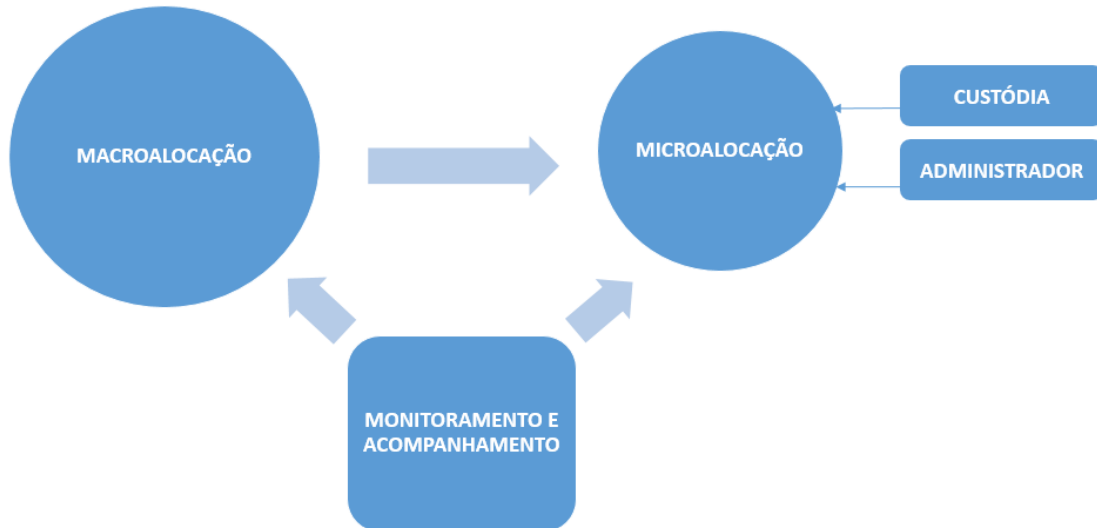 MACROALOCAÇÃO
MICROALOCAÇÃO
CUSTÓDIA
ADMINISTRADOR
MONITORAMENTO E
ACOMPANHAMENTO